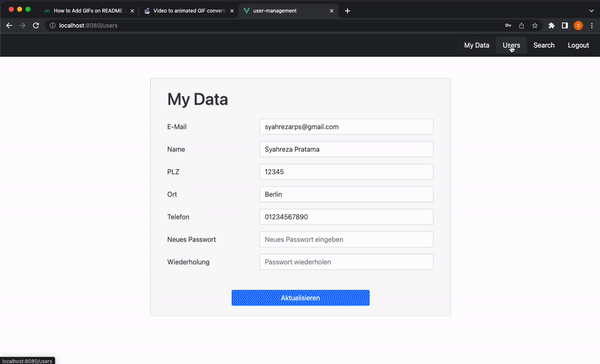 How to Add GIFs on README.
Video to animated GIF convert
user-management
localhost:8080/users
My Data Users Search Logout
My Data
E-Mail syahrezarps@gmail.com
Name Syahreza Pratama
PLZ 12345
Ort Berlin
Telefon 01234567890
Neues Passwort Neues Passwort eingeben
Wiederholung Passwort wiederholen
Aktualisieren
localhost:8080/users